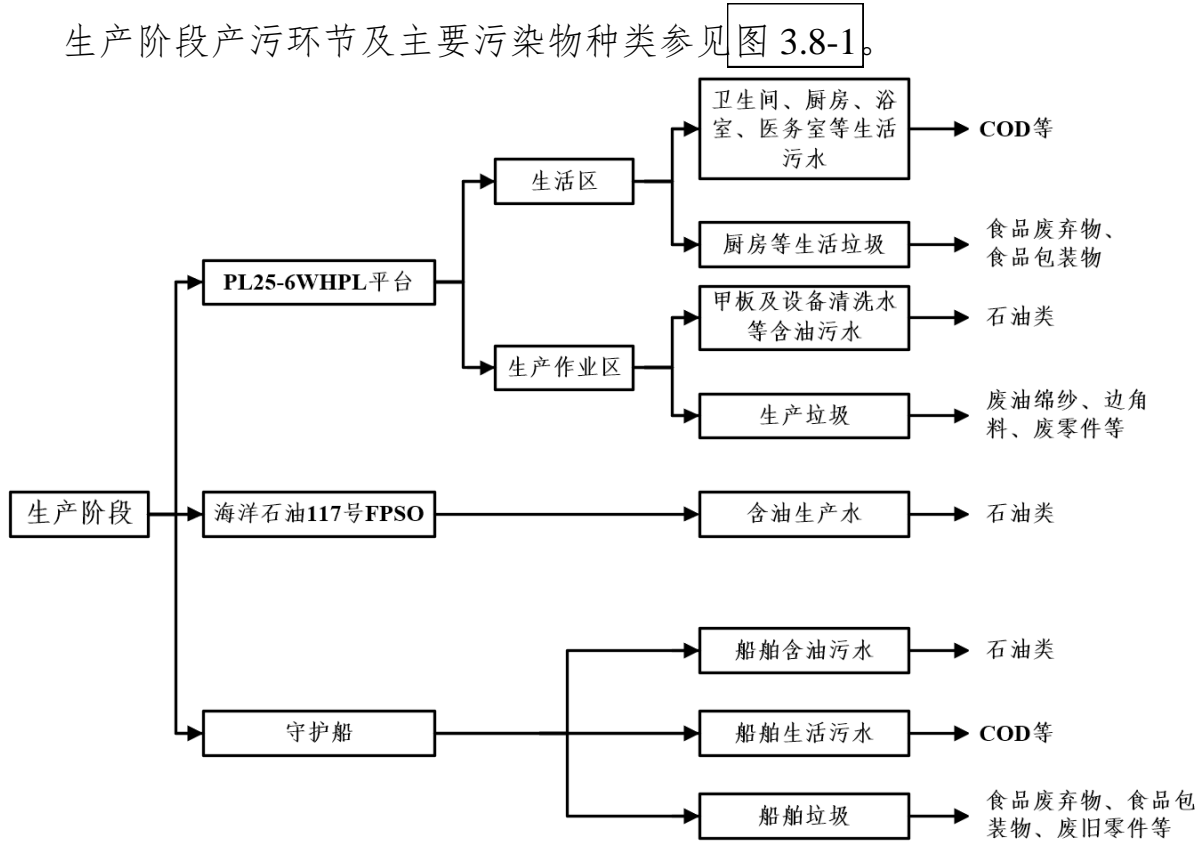 生产阶段产污环节及主要污染物种类参见图 3.8-1。
卫生间、厨房、浴
室、医务室等生活
污水
COD等
生活区
厨房等生活垃圾
食品废弃物、
食品包装物
PL25-6WHPL平台
甲板及设备清洗水
等含油污水
石油类
生产作业区
生产垃圾
废油绵纱、边角
料、废零件等
生产阶段
海洋石油117号FPSO
含油生产水
石油类
船舶含油污水
石油类
守护船
船舶生活污水
COD等
船舶垃圾
食品废弃物、食品包
装物、废旧零件等